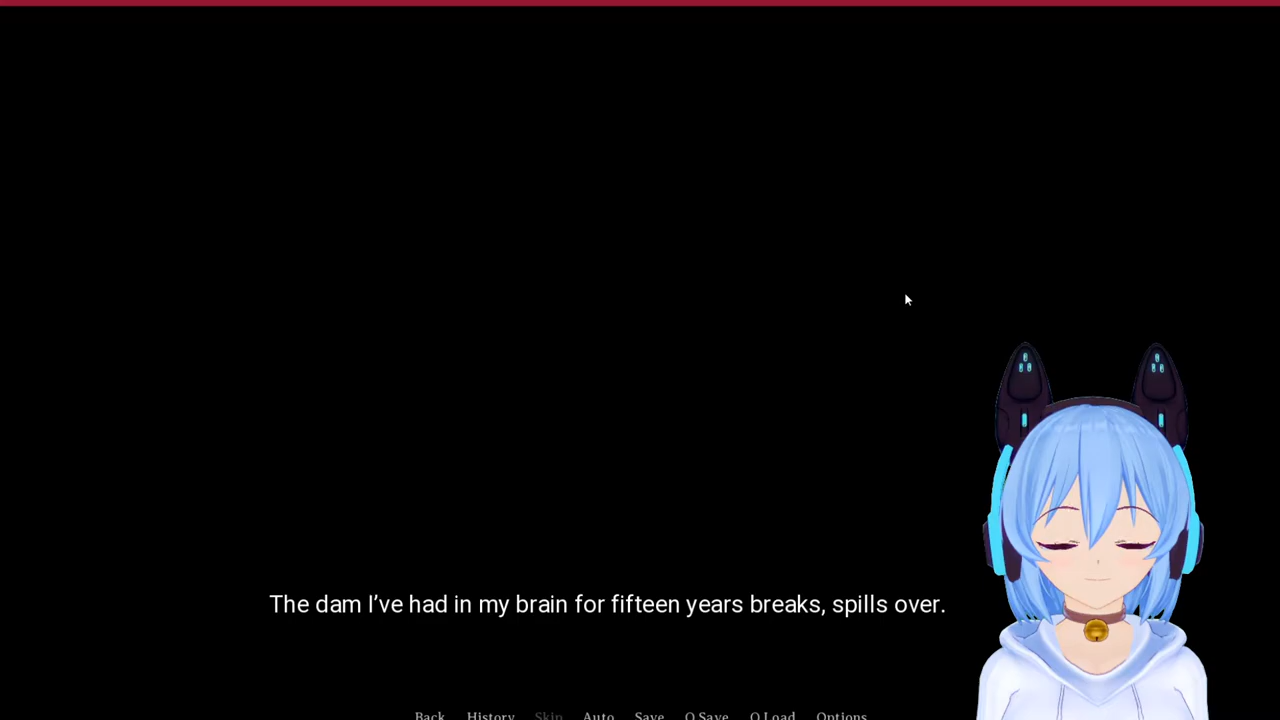 The dam I’ve had in my brain for fifteen years breaks, spills over.
Back History Skip Auto Save Q.Save Q.Load Options